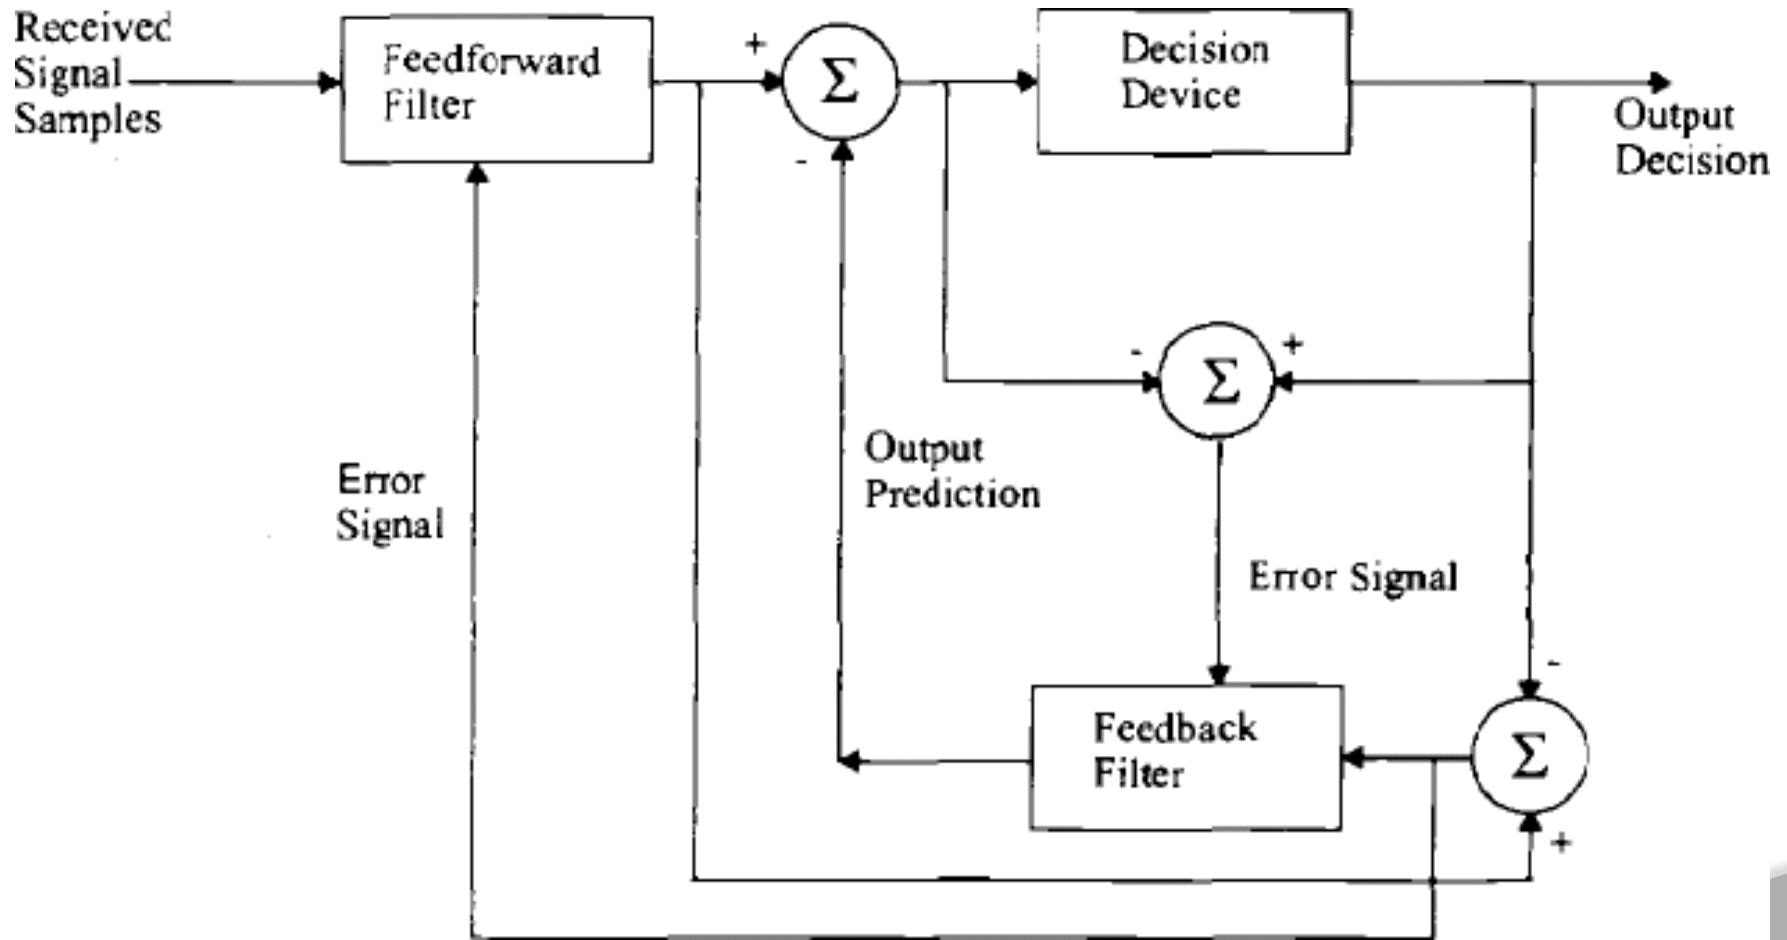 Received
Signal
Samples
Feedforward
Filter
+
Σ
-
Decision
Device
Output
Decision
-
Σ
+
Output
Prediction
Error
Signal
Error Signal
-
Feedback
Filter
Σ
+